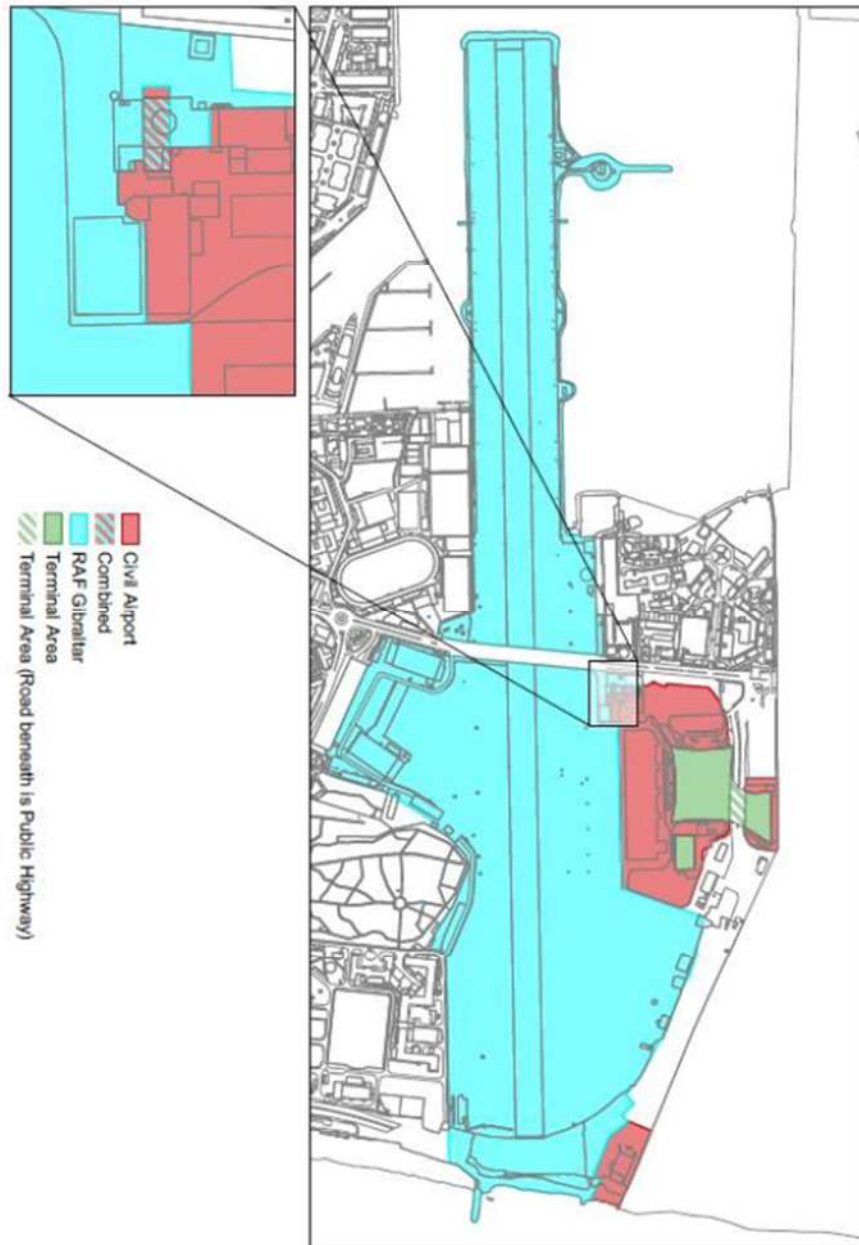 Civil Airport
Combined
RAF Gibraltar
Terminal Area
Terminal Area (Road beneath is Public Highway)